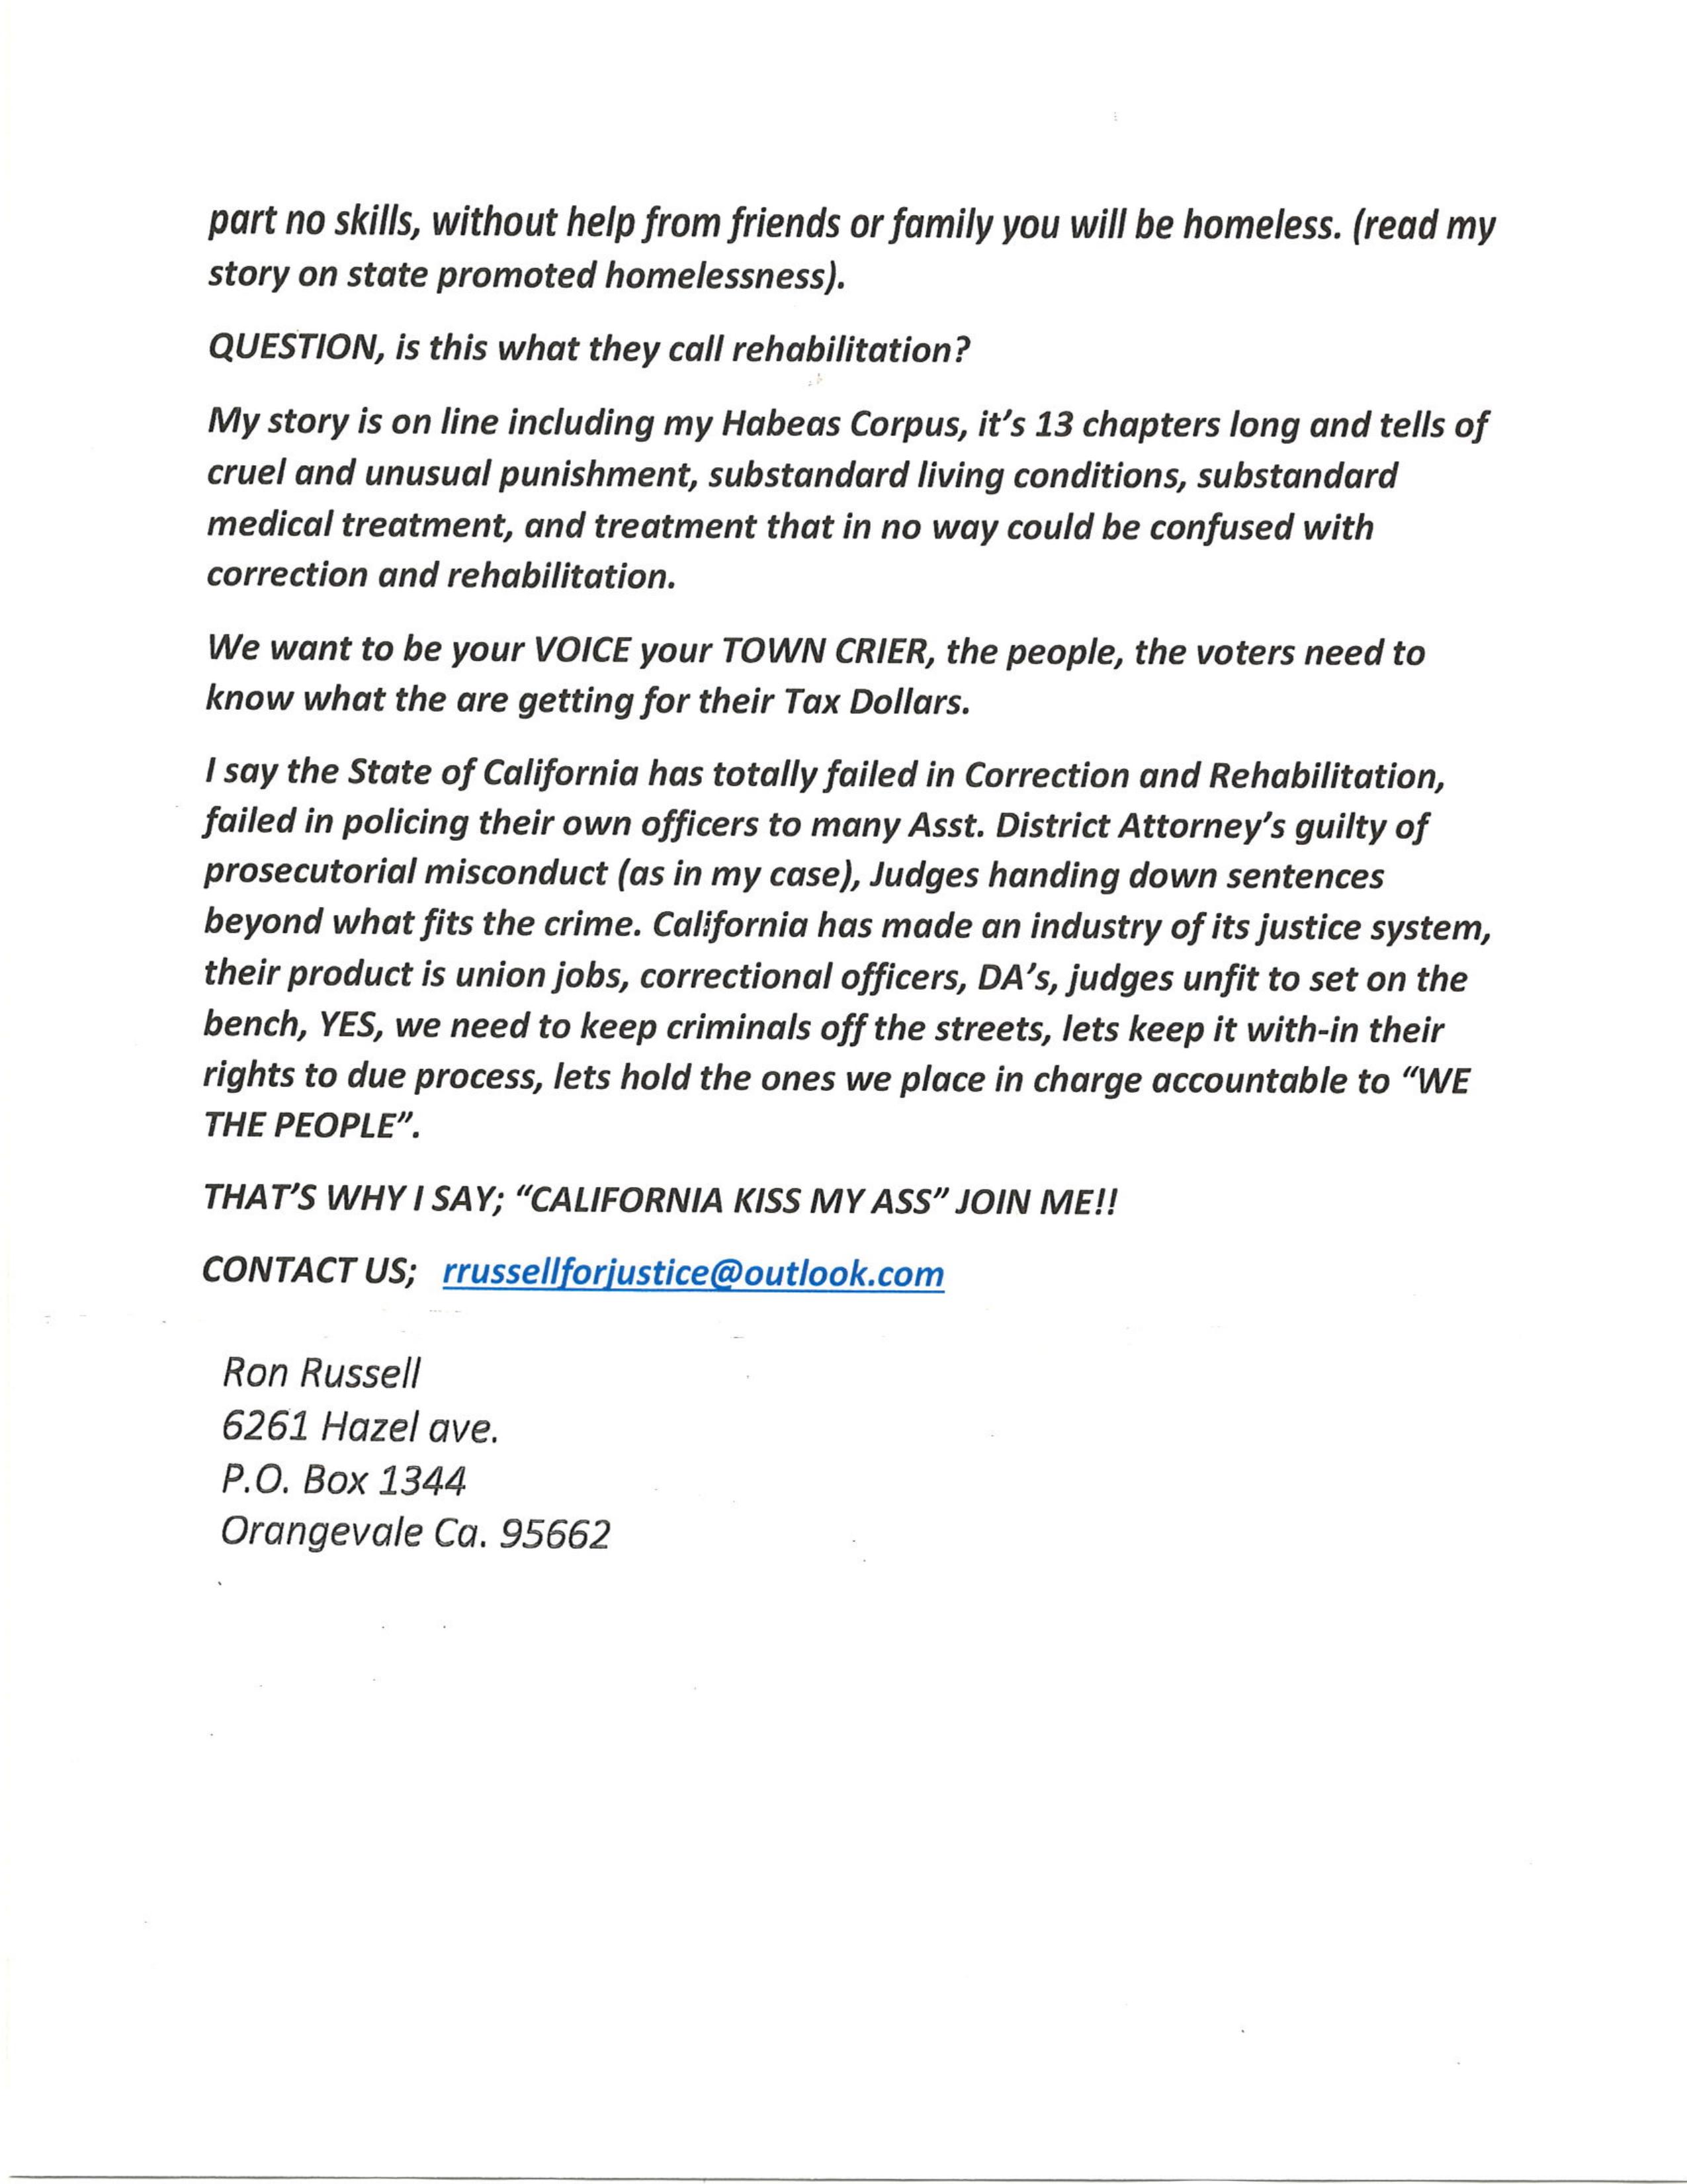 part no skills, without help from friends or family you will be homeless. (read my
story on state promoted homelessness).
QUESTION, is this what they call rehabilitation?
My story is on line including my Habeas Corpus, it's 13 chapters long and tells of
cruel and unusual punishment, substandard living conditions, substandard
medical treatment, and treatment that in no way could be confused with
correction and rehabilitation.
We want to be your VOICE your TOWN CRIER, the people, the voters need to
know what the are getting for their Tax Dollars.
I say the State of California has totally failed in Correction and Rehabilitation,
failed in policing their own officers to many Asst. District Attorney's guilty of
prosecutorial misconduct (as in my case), Judges handing down sentences
beyond what fits the crime. California has made an industry of its justice system,
their product is union jobs, correctional officers, DA's, judges unfit to set on the
bench, YES, we need to keep criminals off the streets, lets keep it with-in their
rights to due process, lets hold the ones we place in charge accountable to “WE
THE PEOPLE”.
THAT'S WHY I SAY; “CALIFORNIA KISS MY ASS” JOIN ME!!
CONTACT US; rrussellforjustice@outlook.com
Ron Russell
6261 Hazel ave.
P.O. Box 1344
Orangevale Ca. 95662